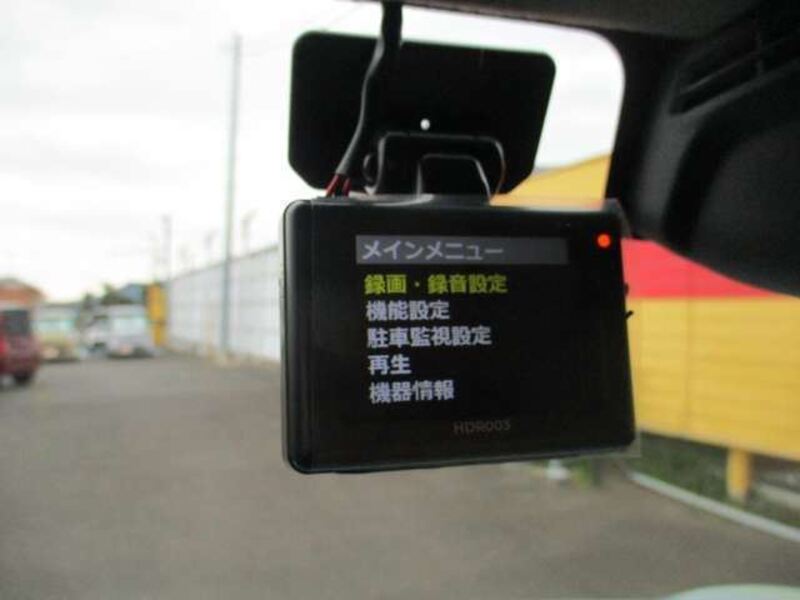 メインメニュー
録画・録音設定
機能設定
駐車監視設定
再生
機器情報
HDR003